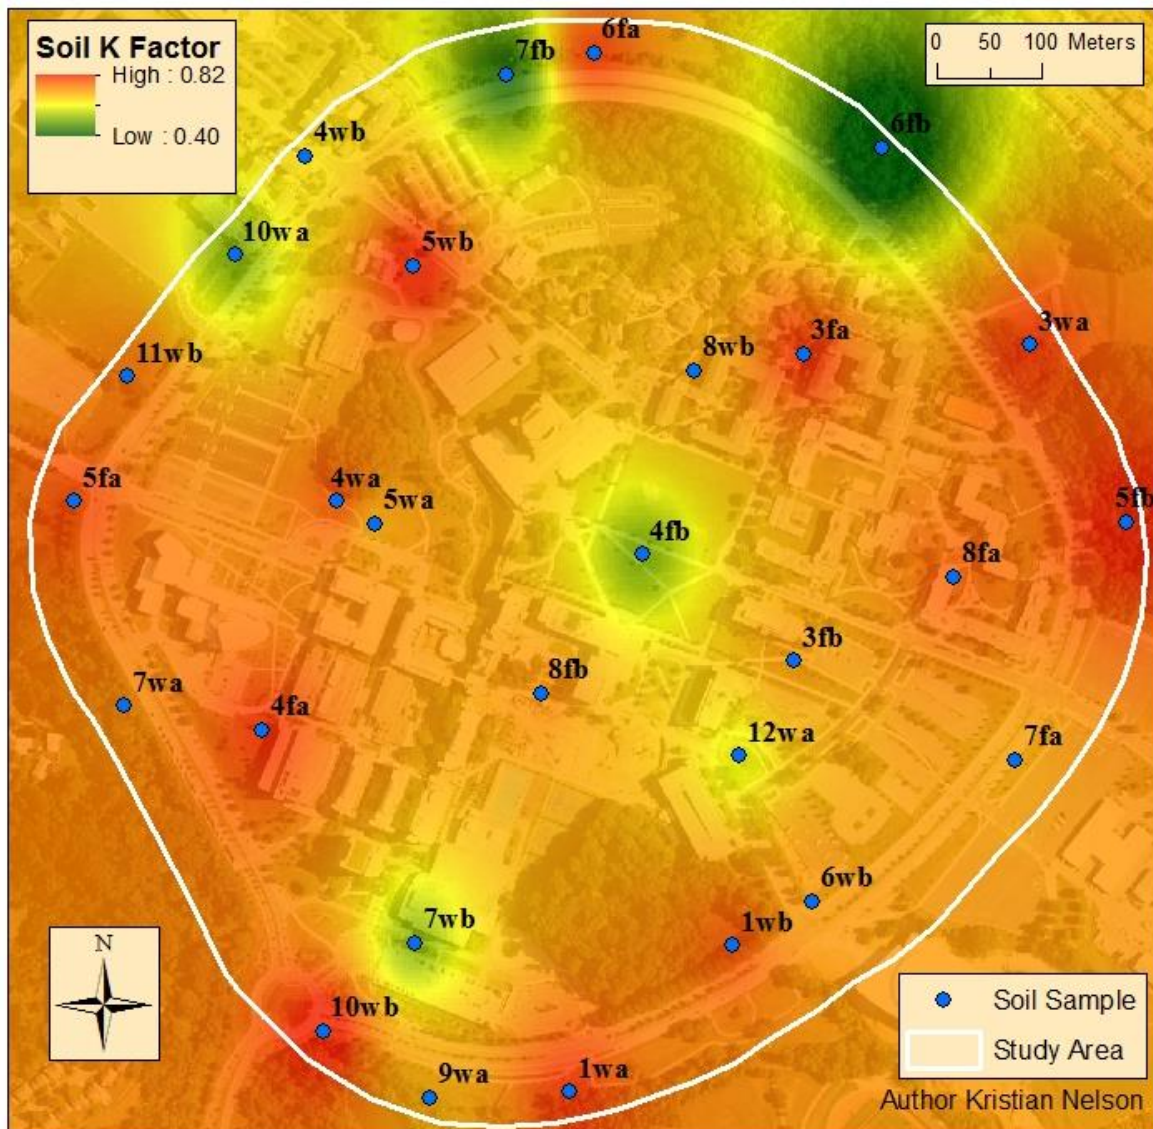 Soil K Factor
High : 0.82
Low : 0.40
0 50 100 Meters
6fa
7fb
6fb
4wb
10wa
5wb
3wa
3fa
8wb
11wb
5fa
4wa
5wa
5fb
4fb
8fa
3fb
8fb
7wa
4fa
12wa
7fa
6wb
7wb
1wb
N
10wb
9wa
1wa
Soil Sample
Study Area
Author Kristian Nelson